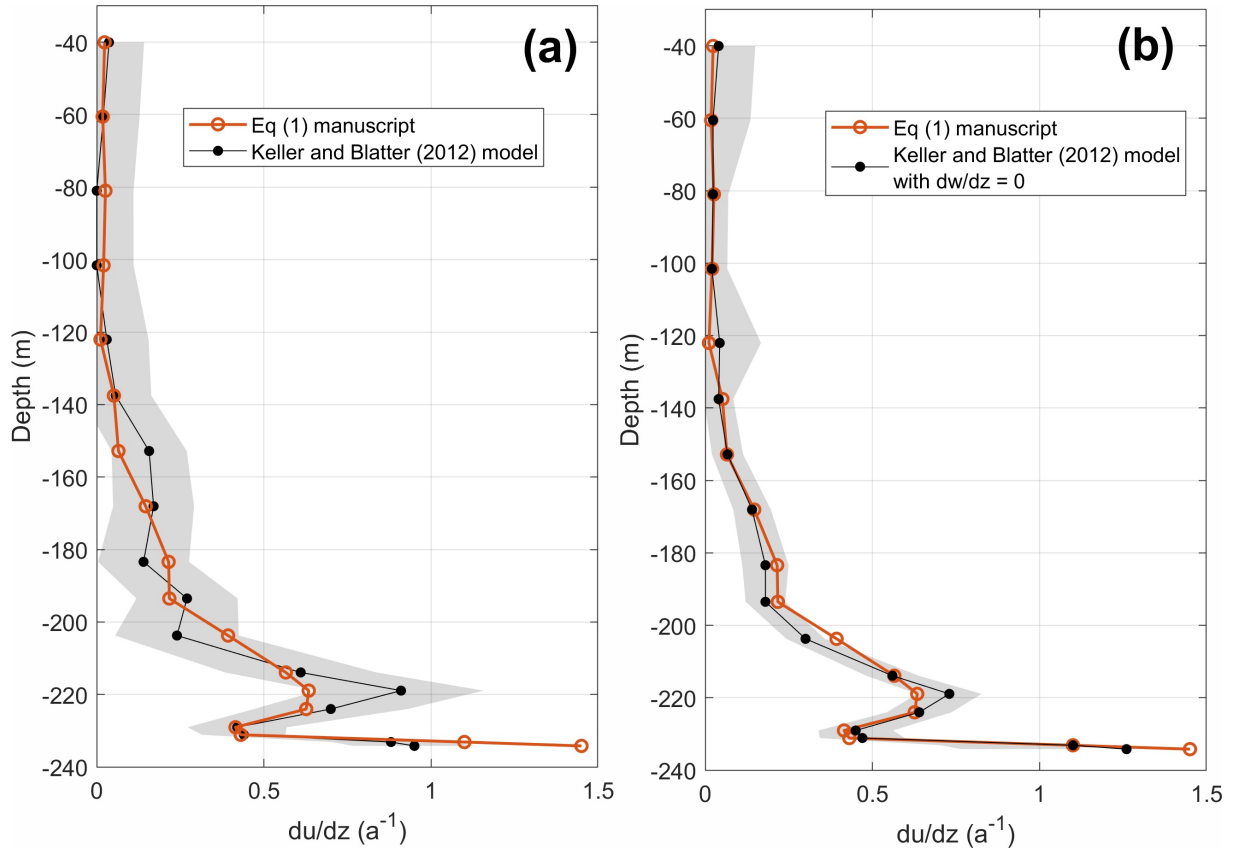 (a)
Eq (1) manuscript
Keller and Blatter (2012) model
Depth (m)
-40
-60
-80
-100
-120
-140
-160
-180
-200
-220
-240
0
0.5
1
1.5
du/dz (a⁻¹)
(b)
Eq (1) manuscript
Keller and Blatter (2012) model
with dw/dz = 0
Depth (m)
-40
-60
-80
-100
-120
-140
-160
-180
-200
-220
-240
0
0.5
1
1.5
du/dz (a⁻¹)